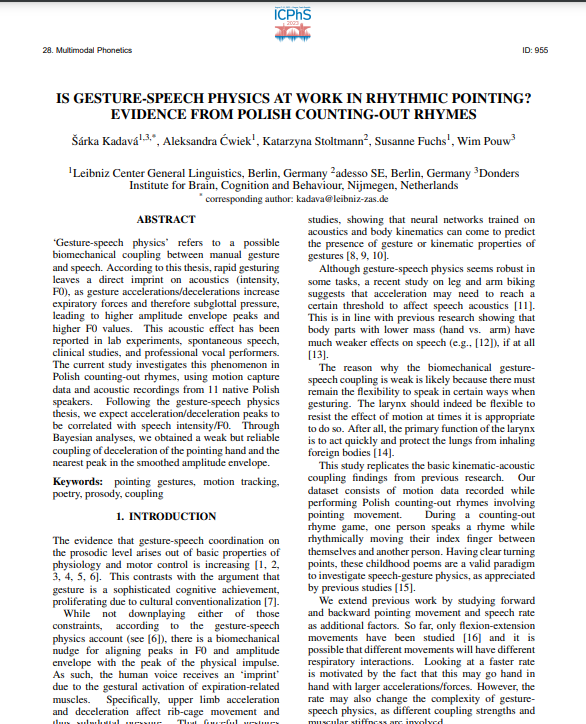 ICPhS
2023
28. Multimodal Phonetics
ID: 955
IS GESTURE-SPEECH PHYSICS AT WORK IN RHYTHMIC POINTING?
EVIDENCE FROM POLISH COUNTING-OUT RHYMES
Šárka Kadavá1,3,*, Aleksandra Ćwiek1, Katarzyna Stoltmann2, Susanne Fuchs1, Wim Pouw3
1Leibniz Center General Linguistics, Berlin, Germany 2adesso SE, Berlin, Germany 3Donders
Institute for Brain, Cognition and Behaviour, Nijmegen, Netherlands
* corresponding author: kadava@leibniz-zas.de
ABSTRACT
‘Gesture-speech physics’ refers to a possible
biomechanical coupling between manual gesture
and speech. According to this thesis, rapid gesturing
leaves a direct imprint on acoustics (intensity,
F0), as gesture accelerations/decelerations increase
expiratory forces and therefore subglottal pressure,
leading to higher amplitude envelope peaks and
higher F0 values. This acoustic effect has been
reported in lab experiments, spontaneous speech,
clinical studies, and professional vocal performers.
The current study investigates this phenomenon in
Polish counting-out rhymes, using motion capture
data and acoustic recordings from 11 native Polish
speakers. Following the gesture-speech physics
thesis, we expect acceleration/deceleration peaks to
be correlated with speech intensity/F0. Through
Bayesian analyses, we obtained a weak but reliable
coupling of deceleration of the pointing hand and the
nearest peak in the smoothed amplitude envelope.
Keywords: pointing gestures, motion tracking,
poetry, prosody, coupling
1. INTRODUCTION
The evidence that gesture-speech coordination on
the prosodic level arises out of basic properties of
physiology and motor control is increasing [1, 2,
3, 4, 5, 6]. This contrasts with the argument that
gesture is a sophisticated cognitive achievement,
proliferating due to cultural conventionalization [7].
While not downplaying either of those
constraints, according to the gesture-speech
physics account (see [6]), there is a biomechanical
nudge for aligning peaks in F0 and amplitude
envelope with the peak of the physical impulse.
As such, the human voice receives an ‘imprint’
due to the gestural activation of expiration-related
muscles. Specifically, upper limb acceleration
and deceleration affect rib-cage movement and
thus subglottal pressure. That forceful gestures
studies, showing that neural networks trained on
acoustics and body kinematics can come to predict
the presence of gesture or kinematic properties of
gestures [8, 9, 10].
Although gesture-speech physics seems robust in
some tasks, a recent study on leg and arm biking
suggests that acceleration may need to reach a
certain threshold to affect speech acoustics [11].
This is in line with previous research showing that
body parts with lower mass (hand vs. arm) have
much weaker effects on speech (e.g., [12]), if at all
[13].
The reason why the biomechanical gesture-
speech coupling is weak is likely because there must
remain the flexibility to speak in certain ways when
gesturing. The larynx should indeed be flexible to
resist the effect of motion at times it is appropriate
to do so. After all, the primary function of the larynx
is to act quickly and protect the lungs from inhaling
foreign bodies [14].
This study replicates the basic kinematic-acoustic
coupling findings from previous research. Our
dataset consists of motion data recorded while
performing Polish counting-out rhymes involving
pointing movement. During a counting-out
rhyme game, one person speaks a rhyme while
rhythmically moving their index finger between
themselves and another person. Having clear turning
points, these childhood poems are a valid paradigm
to investigate speech-gesture physics, as appreciated
by previous studies [15].
We extend previous work by studying forward
and backward pointing movement and speech rate
as additional factors. So far, only flexion-extension
movements have been studied [16] and it is
possible that different movements will have different
respiratory interactions. Looking at a faster rate
is motivated by the fact that this may go hand in
hand with larger accelerations/forces. However, the
rate may also change the complexity of gesture-
speech physics, as different coupling strengths and
muscular stiffness are involved